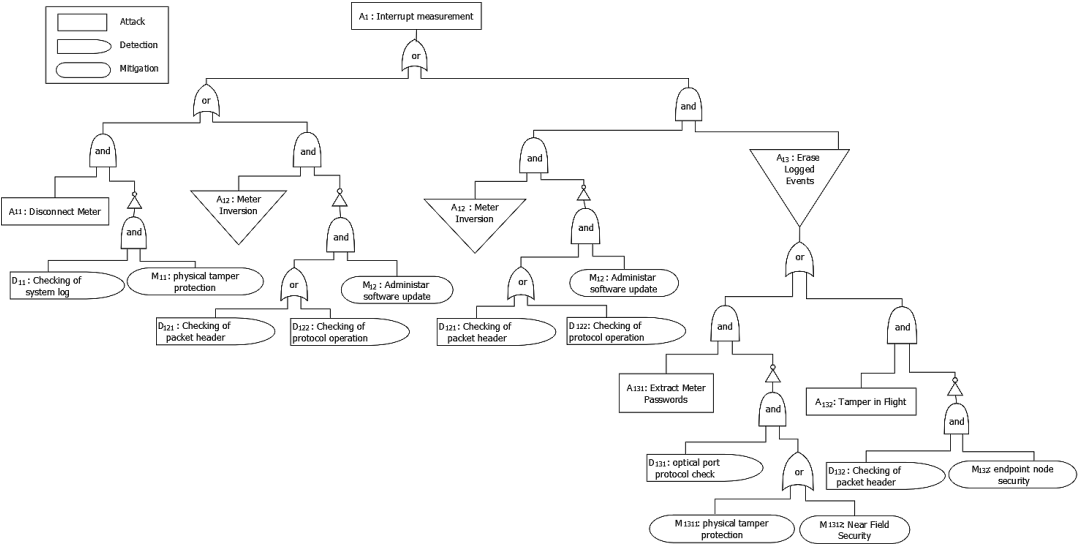 A1 : Interrupt measurement
Attack
Detection
Mitigation
or
or
and
and
and
and
A13 : Erase
Logged
Events
A11 : Disconnect Meter
A12 : Meter
Inversion
A12 : Meter
Inversion
and
and
and
or
D11 : Checking of
system log
M11 : physical tamper
protection
or
M12 : Administar
software update
or
M12 : Administar
software update
D121 : Checking of
packet header
D122 : Checking of
protocol operation
D121 : Checking of
packet header
D122: Checking of
protocol operation
and
and
A131: Extract Meter
Passwords
A132: Tamper in Flight
and
and
D131: optical port
protocol check
or
D132: Checking of
packet header
M132: endpoint node
security
M1311: physical tamper
protection
M1312: Near Field
Security